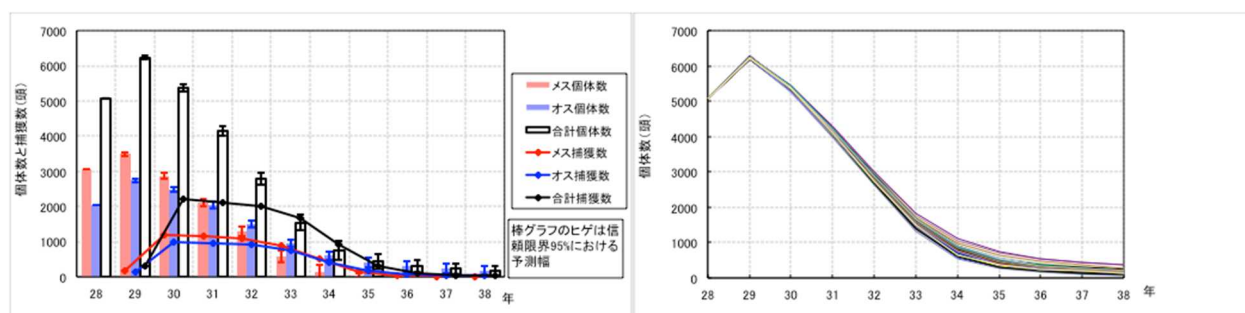 個体数と捕獲数(頭)
7000
6000
5000
4000
3000
2000
1000
0
28 29 30 31 32 33 34 35 36 37 38 年
メス個体数
オス個体数
合計個体数
メス捕獲数
オス捕獲数
合計捕獲数
棒グラフのヒゲは信
頼限界95%における
予測幅
個体数(頭)
7000
6000
5000
4000
3000
2000
1000
0
28 29 30 31 32 33 34 35 36 37 38 年